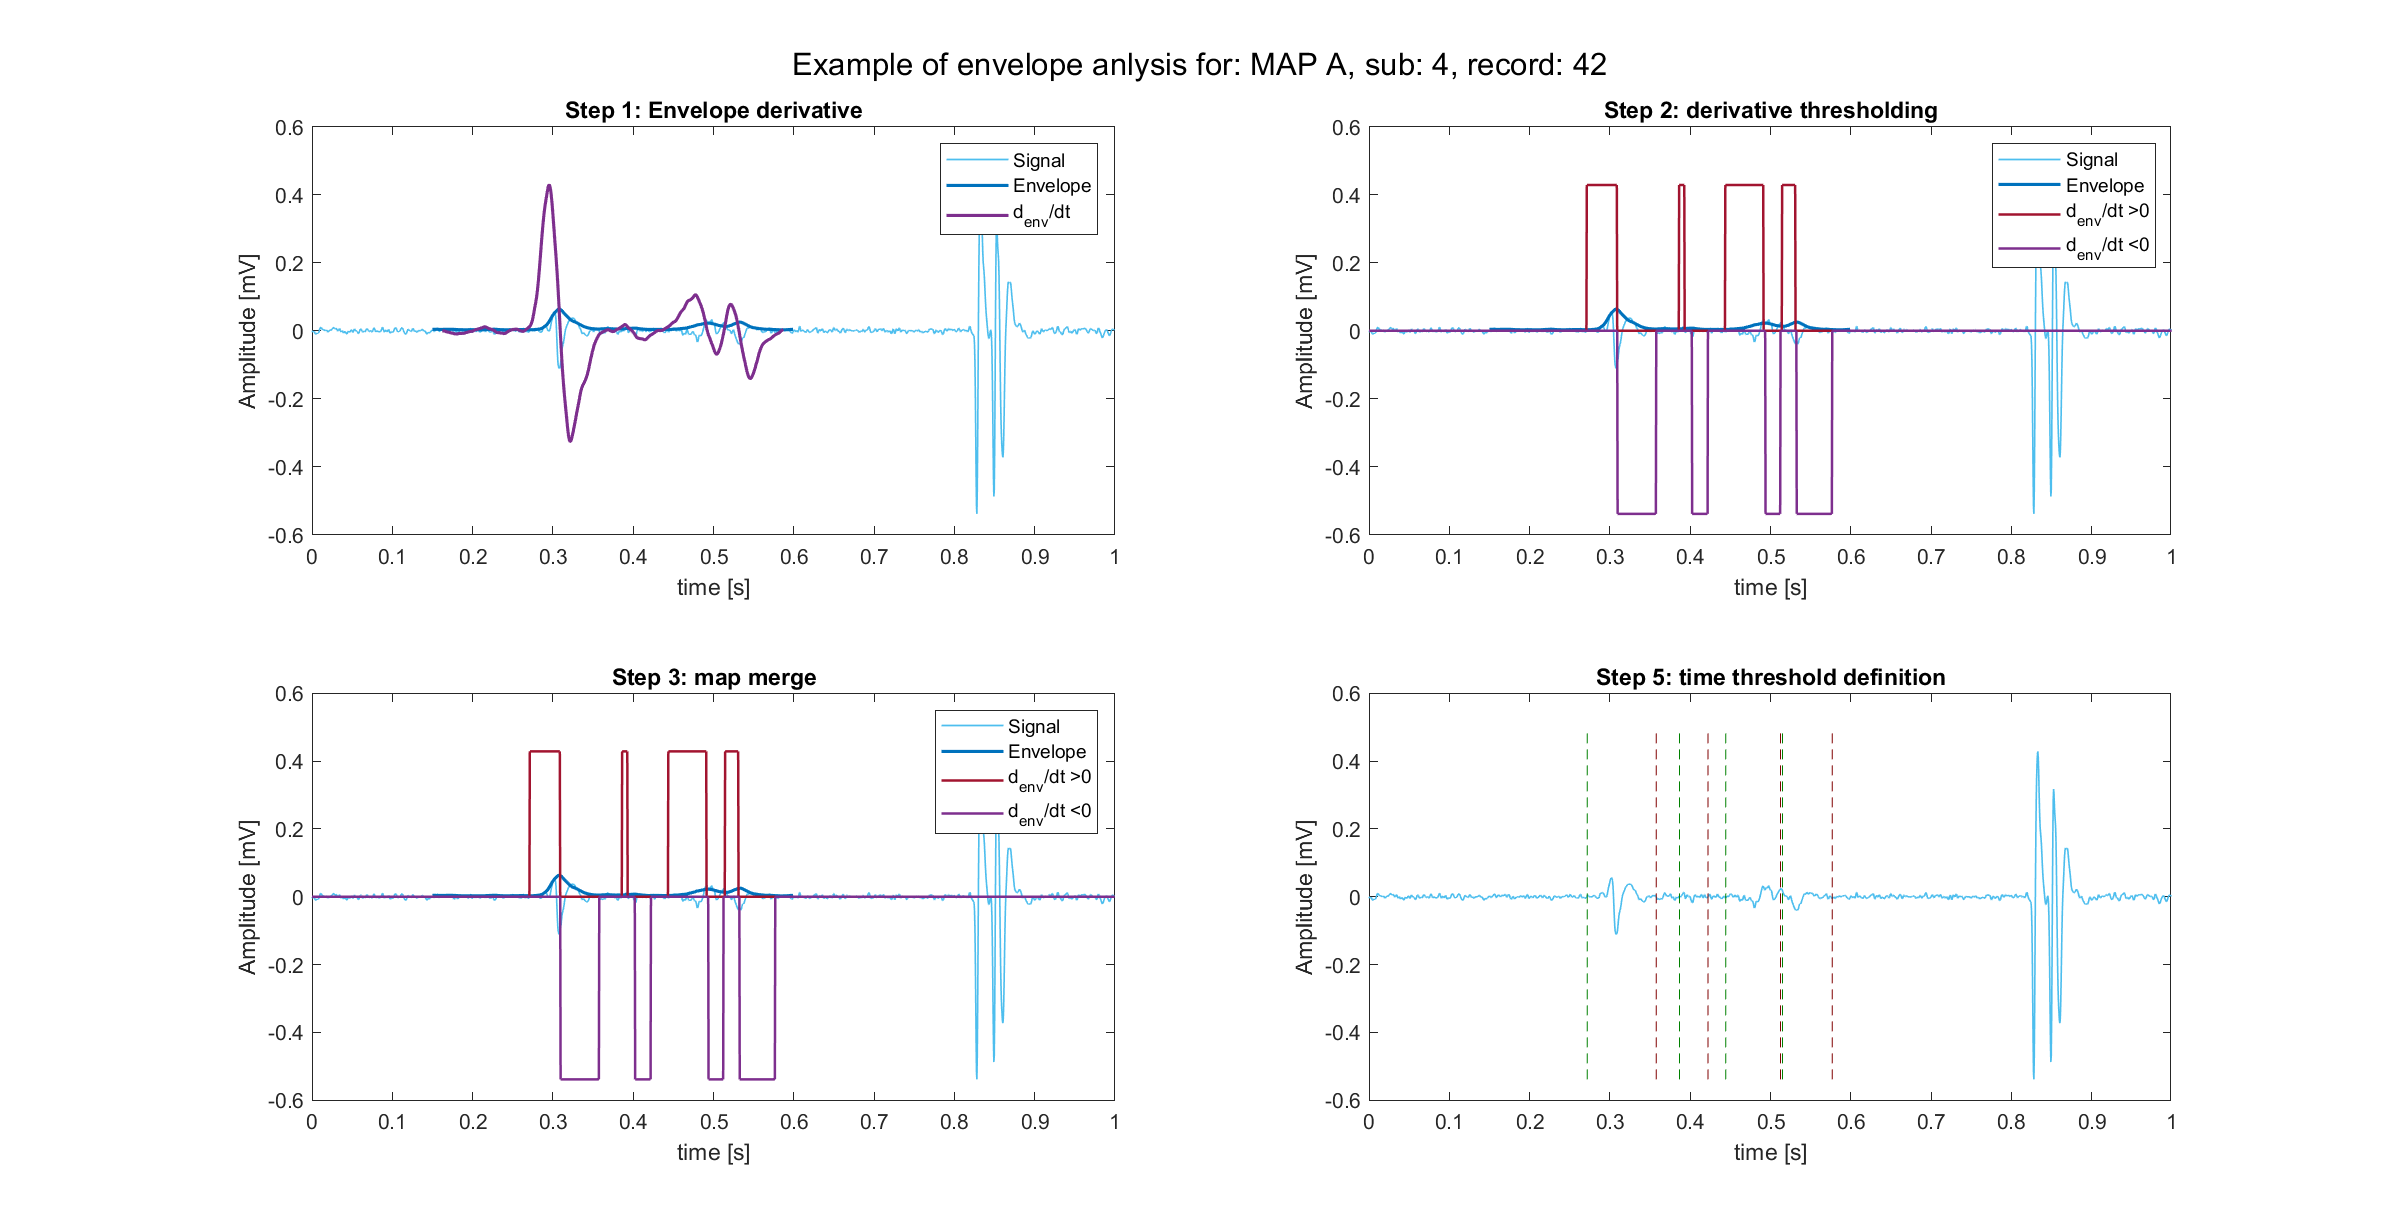 Example of envelope anlysis for: MAP A, sub: 4, record: 42
Step 1: Envelope derivative
Amplitude [mV]
0.6
0.4
0.2
0
-0.2
-0.4
-0.6
0 0.1 0.2 0.3 0.4 0.5 0.6 0.7 0.8 0.9 1
time [s]
Signal
Envelope
d_env/dt
Step 2: derivative thresholding
Amplitude [mV]
0.6
0.4
0.2
0
-0.2
-0.4
-0.6
0 0.1 0.2 0.3 0.4 0.5 0.6 0.7 0.8 0.9 1
time [s]
Signal
Envelope
d_env/dt >0
d_env/dt <0
Step 3: map merge
Amplitude [mV]
0.6
0.4
0.2
0
-0.2
-0.4
-0.6
0 0.1 0.2 0.3 0.4 0.5 0.6 0.7 0.8 0.9 1
time [s]
Signal
Envelope
d_env/dt >0
d_env/dt <0
Step 5: time threshold definition
Amplitude [mV]
0.6
0.4
0.2
0
-0.2
-0.4
-0.6
0 0.1 0.2 0.3 0.4 0.5 0.6 0.7 0.8 0.9 1
time [s]